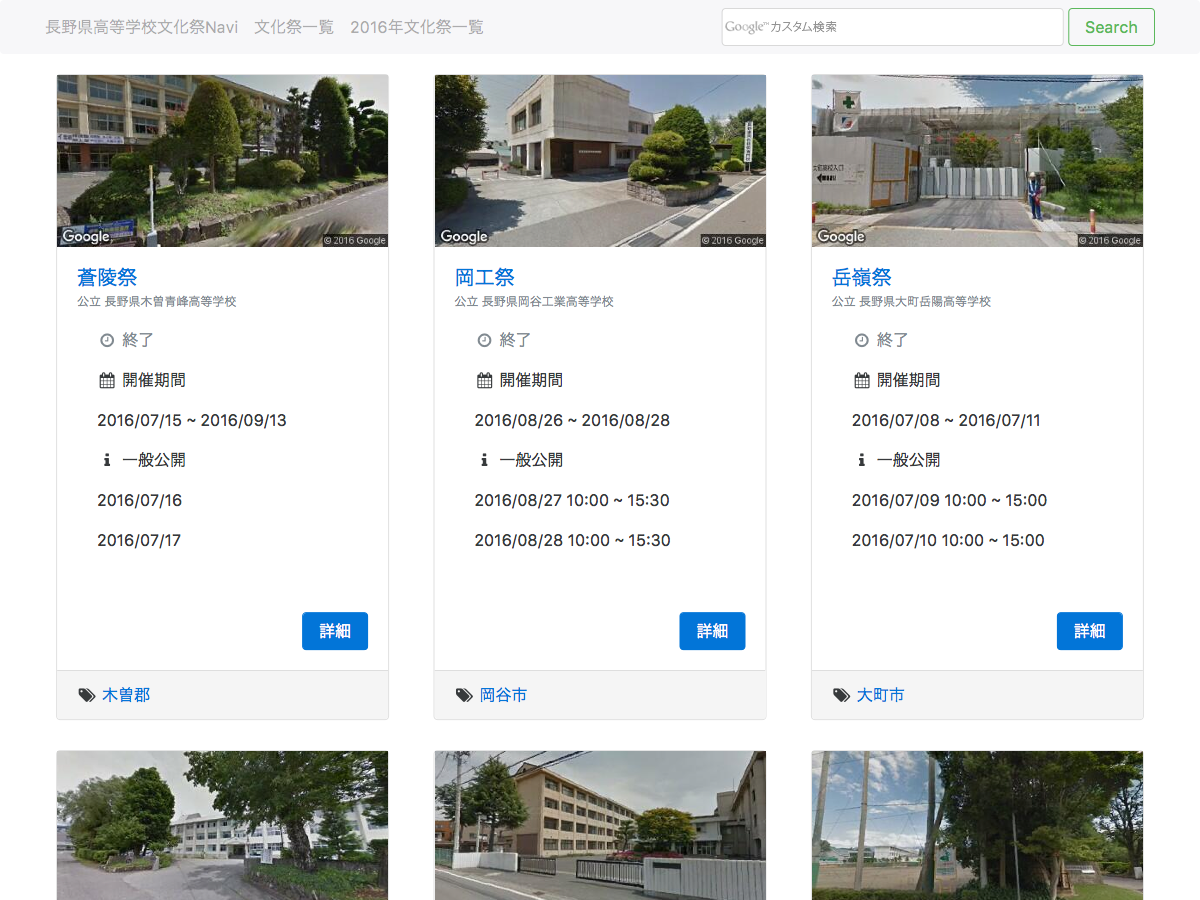 長野県高等学校文化祭Navi 文化祭一覧 2016年文化祭一覧
Google™カスタム検索 Search
Google © 2016 Google
蒼陵祭
公立 長野県木曽青峰高等学校
終了
開催期間
2016/07/15 ~ 2016/09/13
一般公開
2016/07/16
2016/07/17
詳細
木曽郡
Google © 2016 Google
岡工祭
公立 長野県岡谷工業高等学校
終了
開催期間
2016/08/26 ~ 2016/08/28
一般公開
2016/08/27 10:00 ~ 15:30
2016/08/28 10:00 ~ 15:30
詳細
岡谷市
Google © 2016 Google
岳嶺祭
公立 長野県大町岳陽高等学校
終了
開催期間
2016/07/08 ~ 2016/07/11
一般公開
2016/07/09 10:00 ~ 15:00
2016/07/10 10:00 ~ 15:00
詳細
大町市